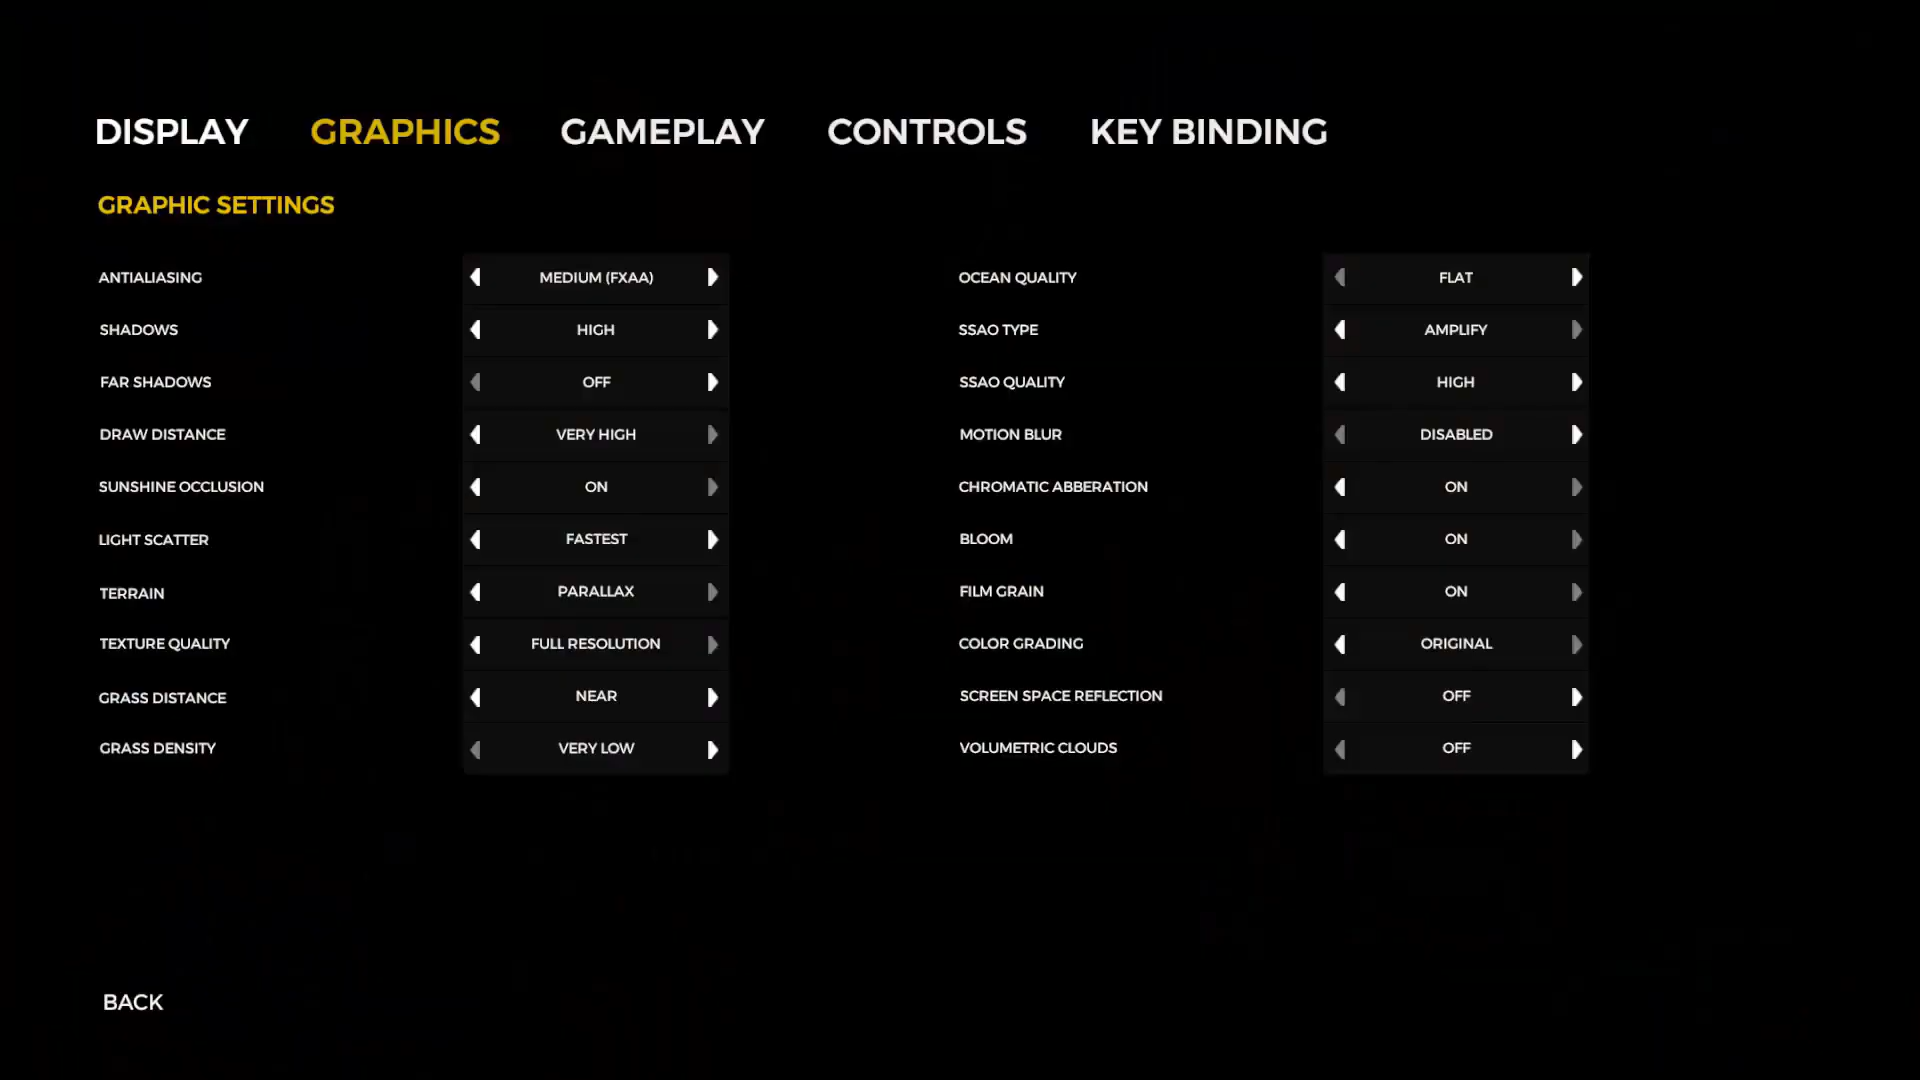 DISPLAY GRAPHICS GAMEPLAY CONTROLS KEY BINDING
GRAPHIC SETTINGS
ANTIALIASING MEDIUM (FXAA)
SHADOWS HIGH
FAR SHADOWS OFF
DRAW DISTANCE VERY HIGH
SUNSHINE OCCLUSION ON
LIGHT SCATTER FASTEST
TERRAIN PARALLAX
TEXTURE QUALITY FULL RESOLUTION
GRASS DISTANCE NEAR
GRASS DENSITY VERY LOW
OCEAN QUALITY FLAT
SSAO TYPE AMPLIFY
SSAO QUALITY HIGH
MOTION BLUR DISABLED
CHROMATIC ABBERATION ON
BLOOM ON
FILM GRAIN ON
COLOR GRADING ORIGINAL
SCREEN SPACE REFLECTION OFF
VOLUMETRIC CLOUDS OFF
BACK